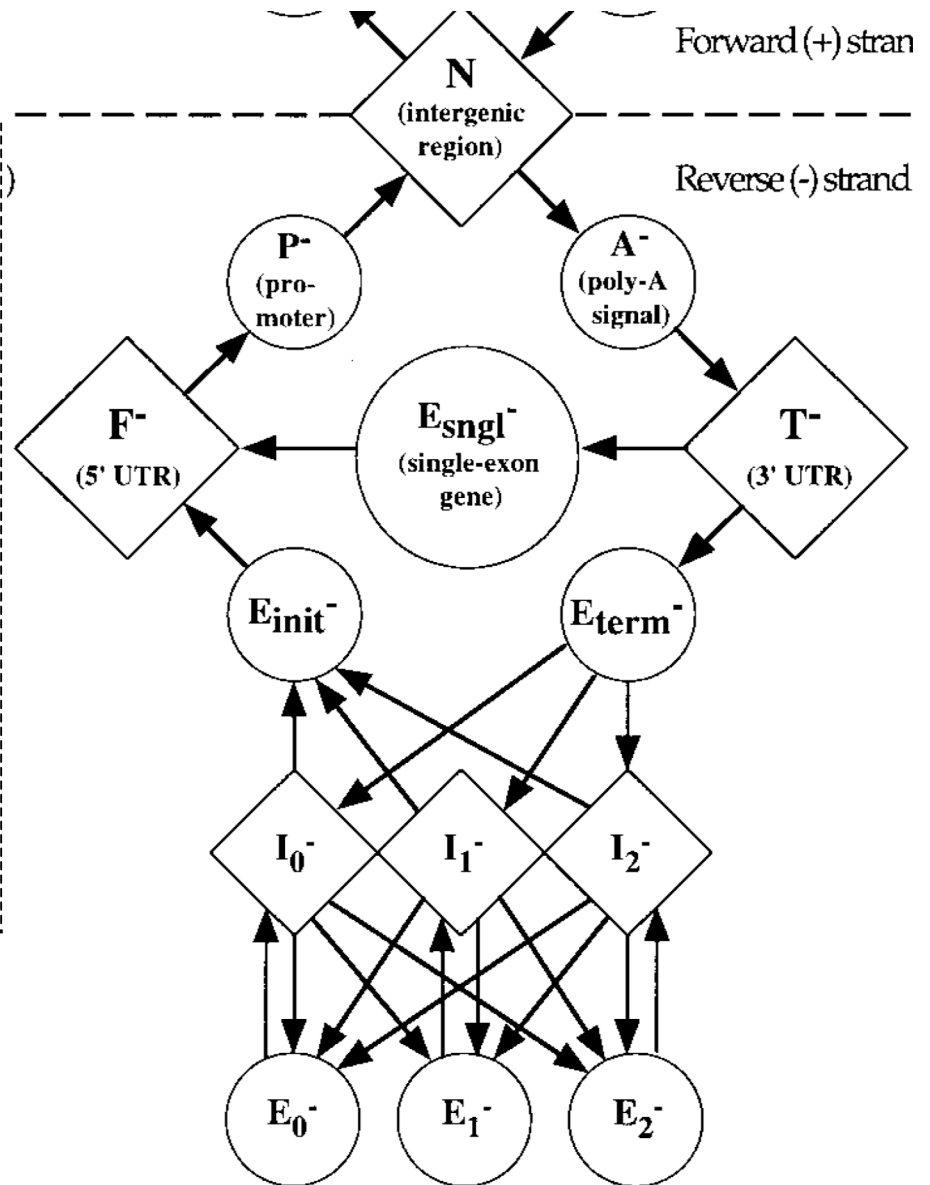 Forward (+) stran
N
(intergenic
region)
)
Reverse (-) strand
P-
(pro-
moter)
A-
(poly-A
signal)
F-
(5' UTR)
Esngl-
(single-exon
gene)
T-
(3' UTR)
Einit-
Eterm-
I0-
I1-
I2-
E0-
E1-
E2-